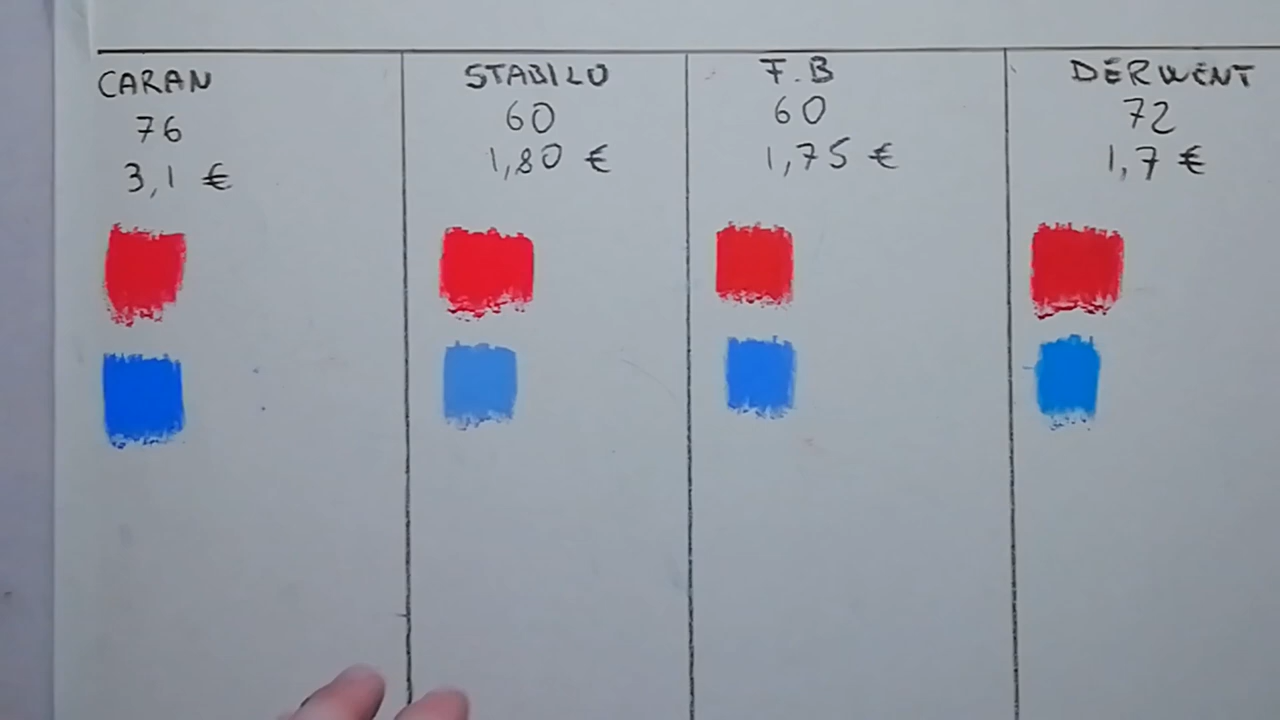 CARAN
76
3,1 €
STABILO
60
1,80 €
F.B
60
1,75 €
DERWENT
72
1,7 €